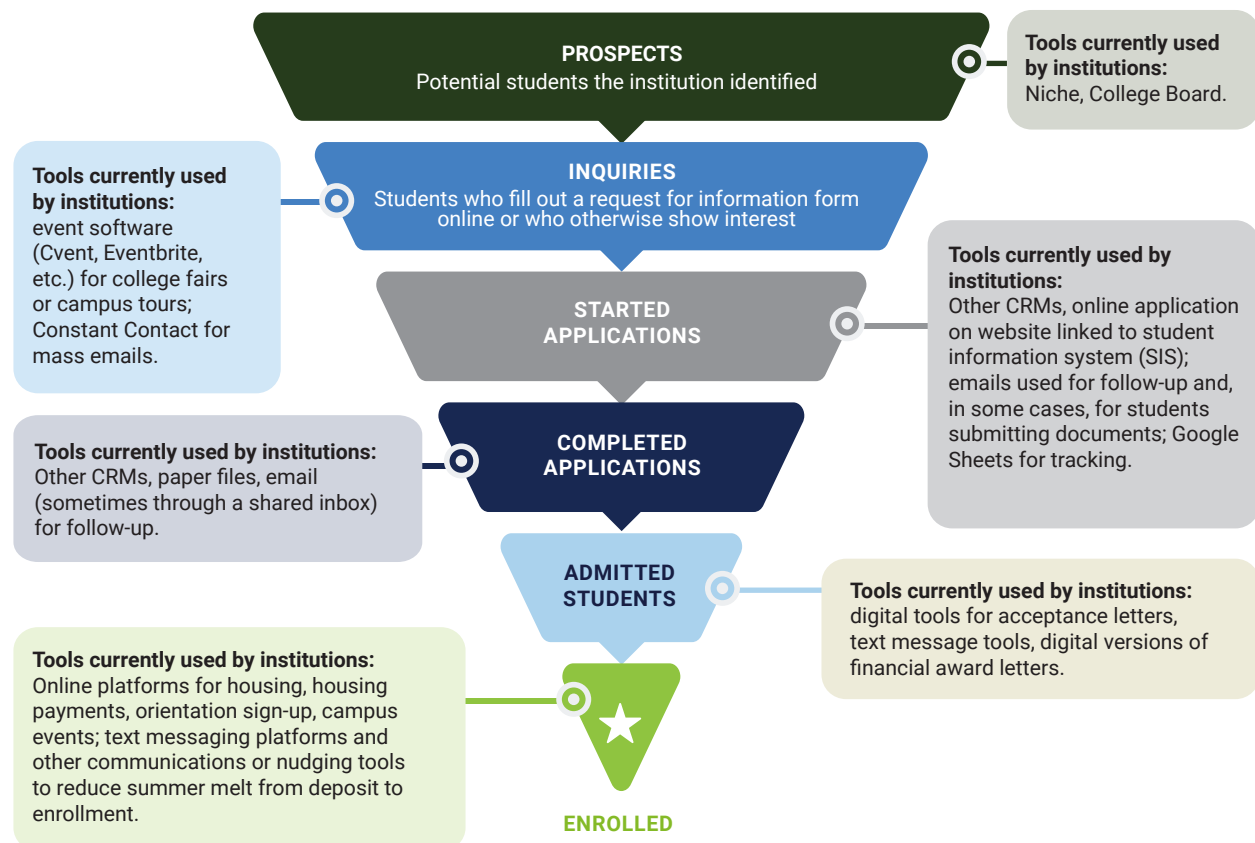 PROSPECTS
Potential students the institution identified
Tools currently used
by institutions:
Niche, College Board.
INQUIRIES
Students who fill out a request for information form
online or who otherwise show interest
Tools currently used
by institutions:
event software
(Cvent, Eventbrite,
etc.) for college fairs
or campus tours;
Constant Contact for
mass emails.
STARTED
APPLICATIONS
Tools currently used by
institutions:
Other CRMs, online application
on website linked to student
information system (SIS);
emails used for follow-up and,
in some cases, for students
submitting documents; Google
Sheets for tracking.
COMPLETED
APPLICATIONS
Tools currently used by institutions:
Other CRMs, paper files, email
(sometimes through a shared inbox)
for follow-up.
ADMITTED
STUDENTS
Tools currently used by institutions:
digital tools for acceptance letters,
text message tools, digital versions of
financial award letters.
Tools currently used by institutions:
Online platforms for housing, housing
payments, orientation sign-up, campus
events; text messaging platforms and
other communications or nudging tools
to reduce summer melt from deposit to
enrollment.
ENROLLED